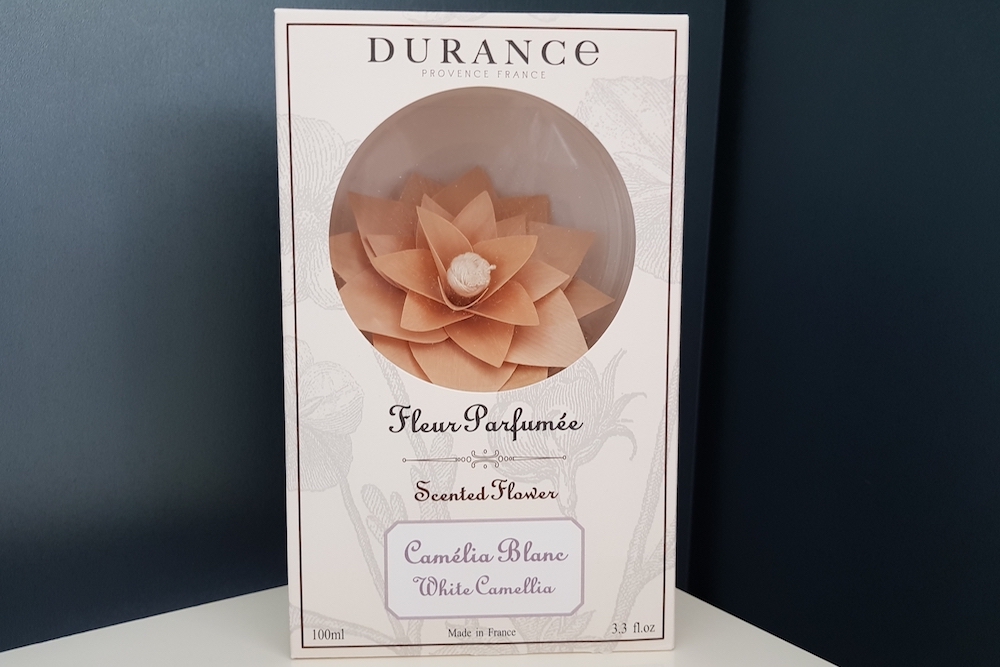 DURANCE
PROVENCE FRANCE
Fleur Parfumée
Scented Flower
Camélia Blanc
White Camellia
100ml
Made in France
3,3 fl.oz